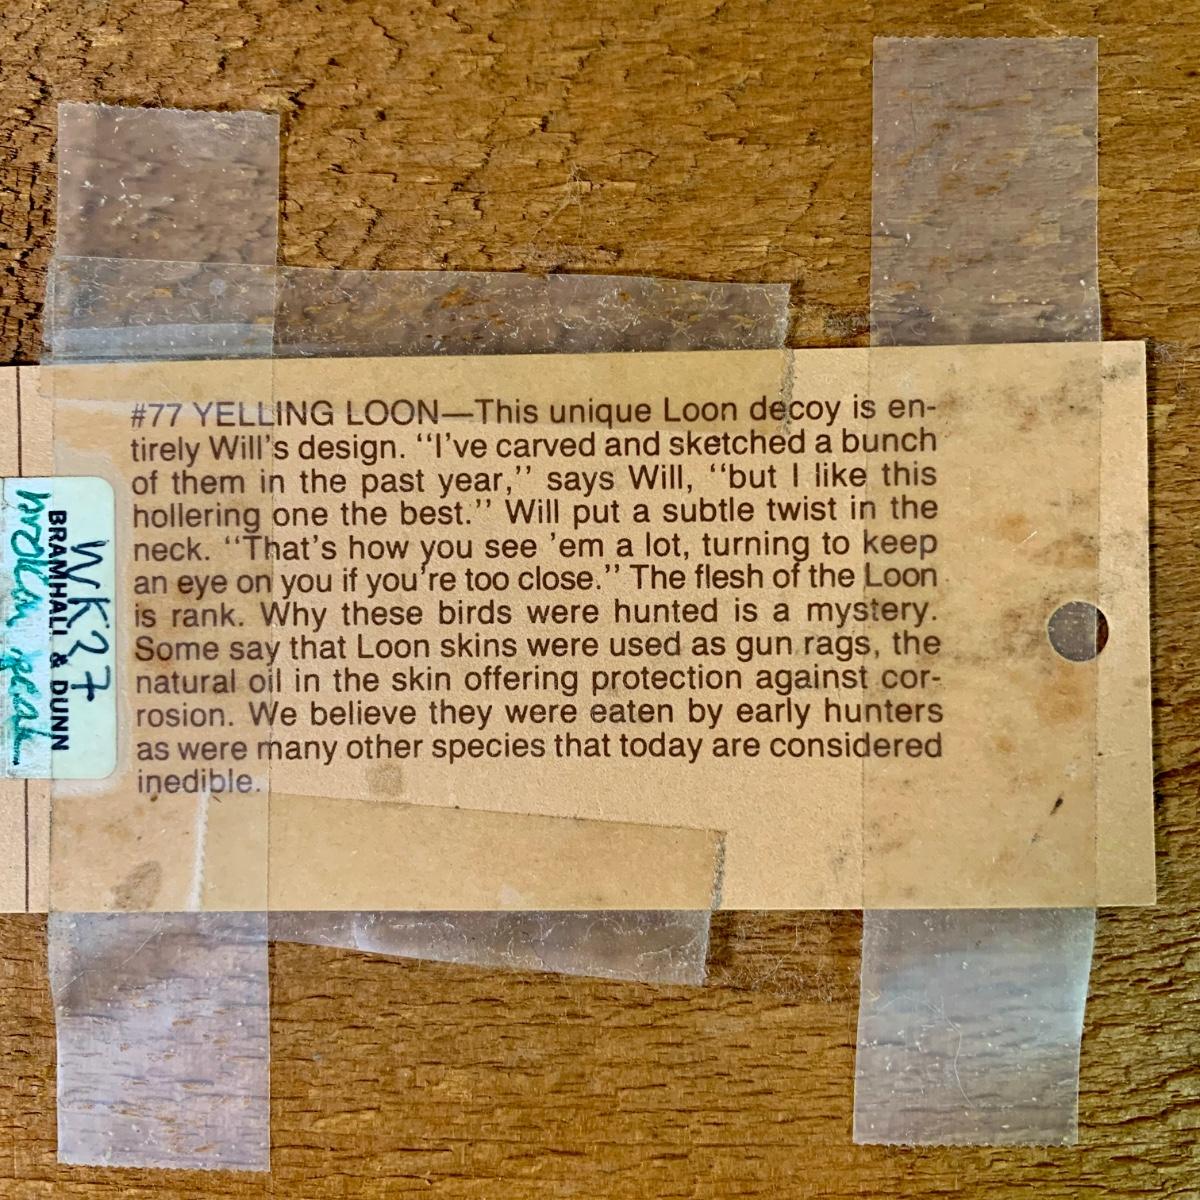 #77 YELLING LOON—This unique Loon decoy is en-
tirely Will's design. "I've carved and sketched a bunch
of them in the past year," says Will, "but I like this
hollering one the best." Will put a subtle twist in the
neck. "That's how you see 'em a lot, turning to keep
an eye on you if you're too close." The flesh of the Loon
is rank. Why these birds were hunted is a mystery.
Some say that Loon skins were used as gun rags, the
natural oil in the skin offering protection against cor-
rosion. We believe they were eaten by early hunters
as were many other species that today are considered
inedible.
WK37
BRAMHALL & DUNN